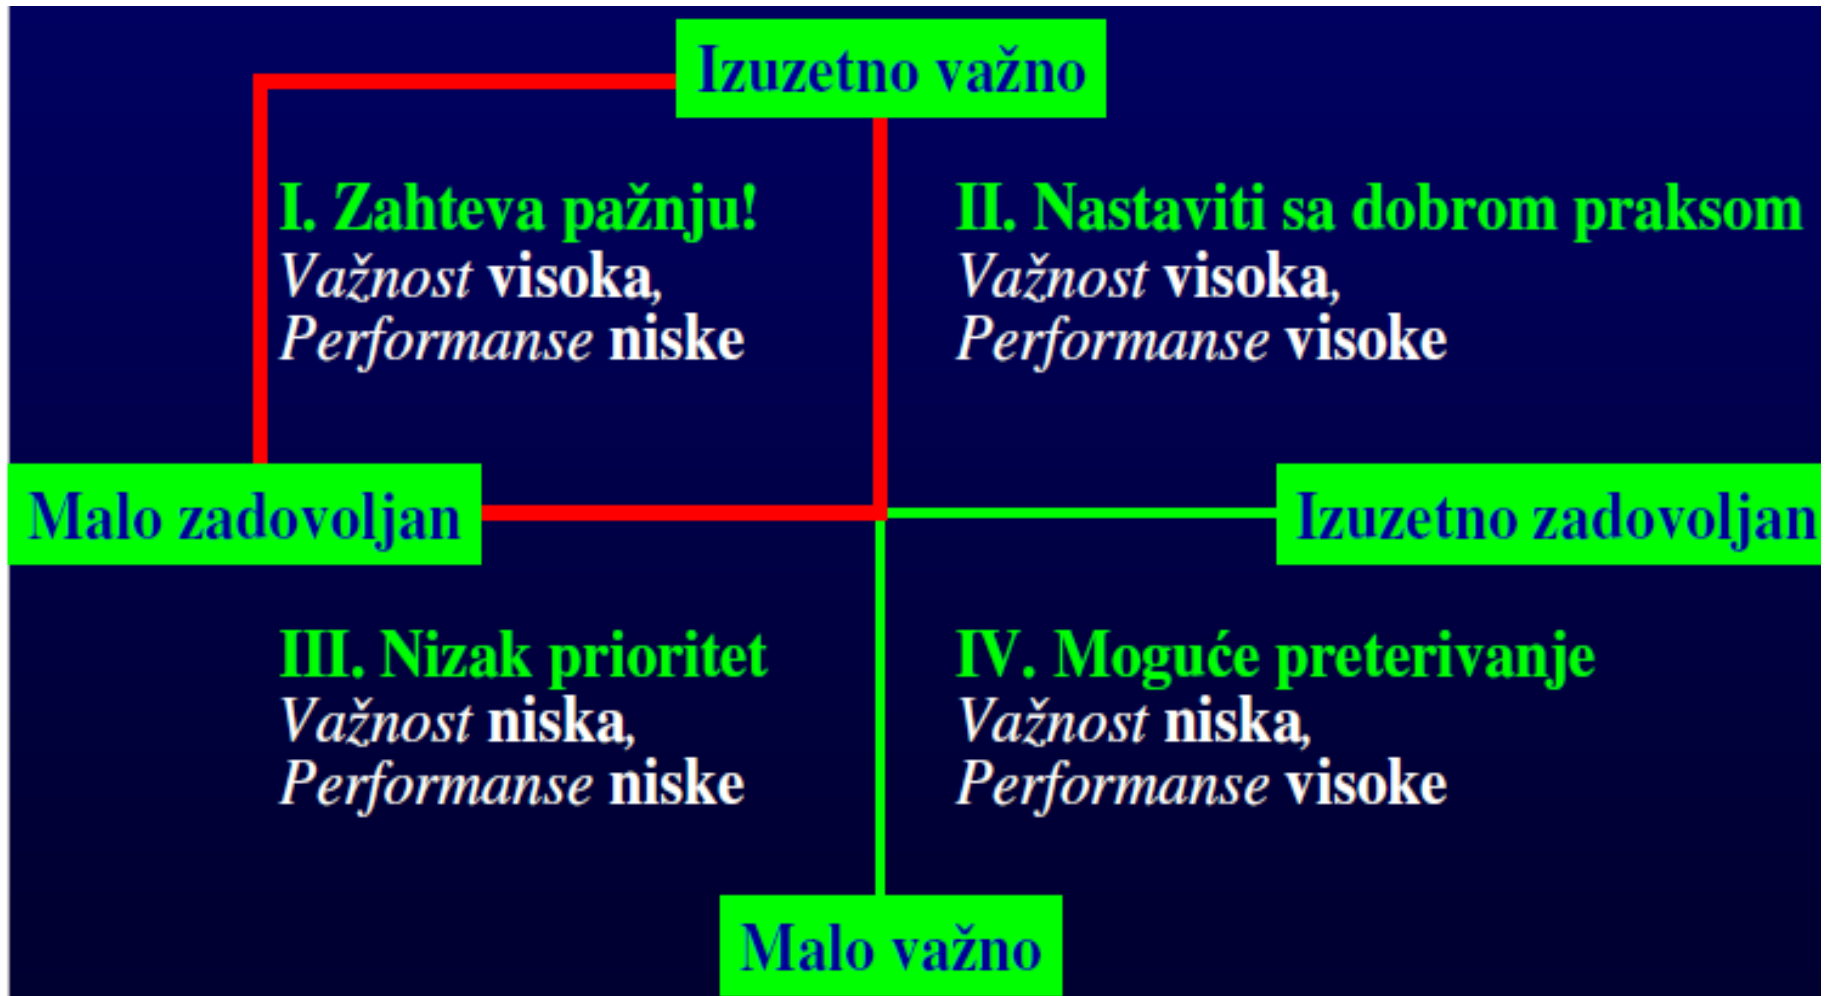 Izuzetno važno
I. Zahteva pažnju!
Važnost visoka,
Performanse niske
II. Nastaviti sa dobrom praksom
Važnost visoka,
Performanse visoke
Malo zadovoljan
Izuzetno zadovoljan
III. Nizak prioritet
Važnost niska,
Performanse niske
IV. Moguće preterivanje
Važnost niska,
Performanse visoke
Malo važno